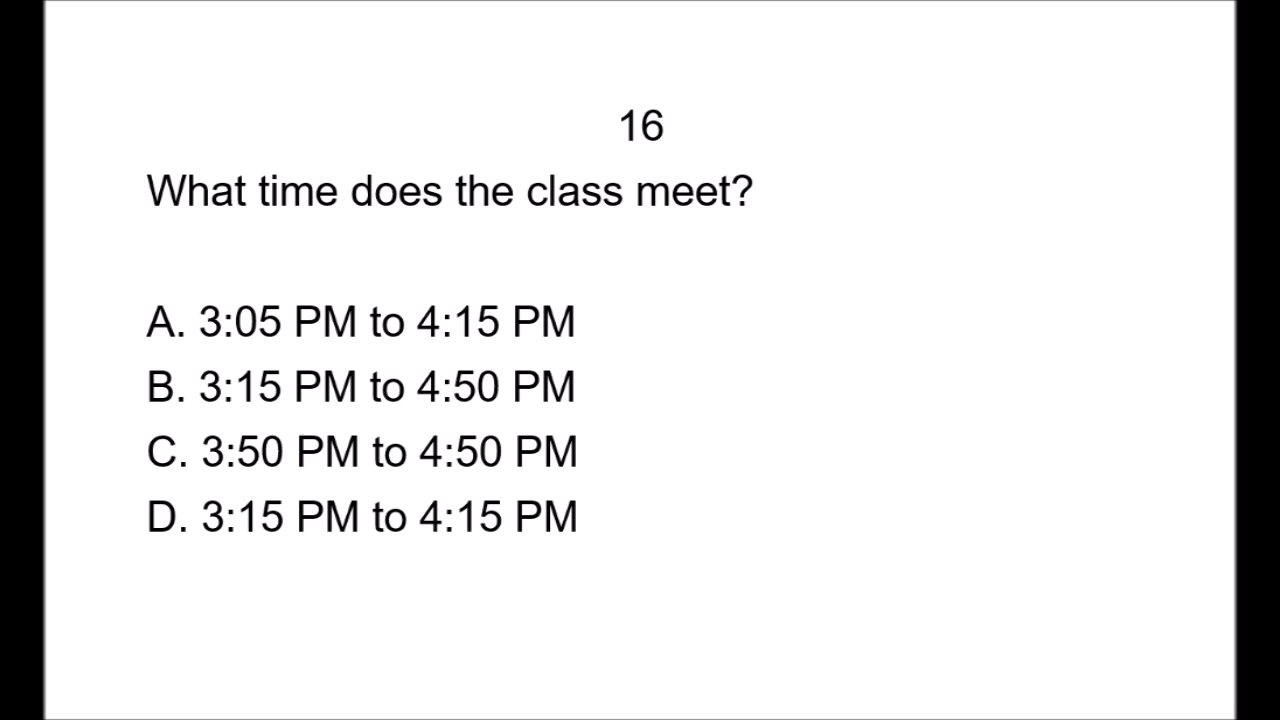 16
What time does the class meet?
A. 3:05 PM to 4:15 PM
B. 3:15 PM to 4:50 PM
C. 3:50 PM to 4:50 PM
D. 3:15 PM to 4:15 PM